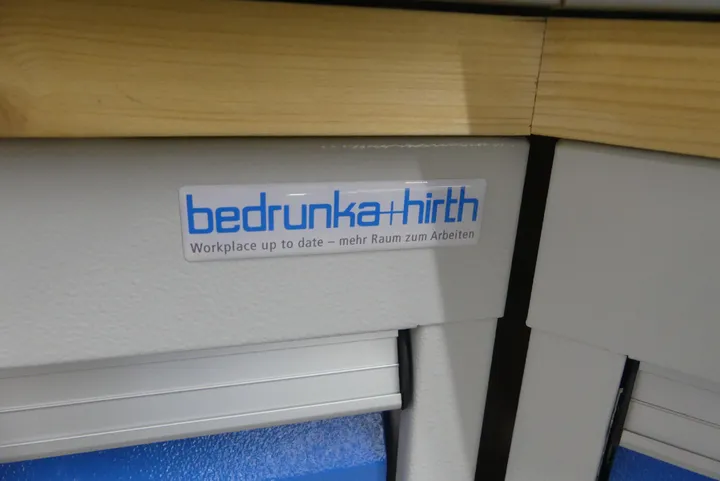 bedrunka+hirth
Workplace up to date – mehr Raum zum Arbeiten